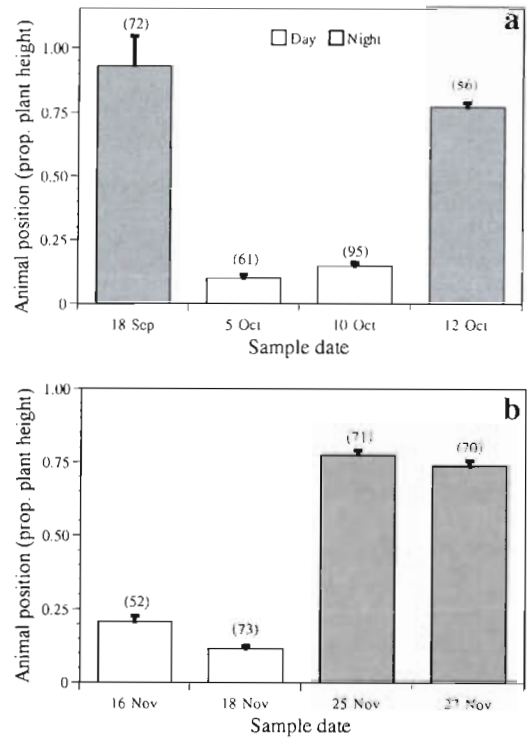 a
(72)
Day Night
1.00
(56)
0.75
0.50
0.25
(61)
(95)
0
18 Sep 5 Oct 10 Oct 12 Oct
Sample date
Animal position (prop. plant height)
b
1.00
(71)
(70)
0.75
0.50
0.25
(52)
(73)
0
16 Nov 18 Nov 25 Nov 27 Nov
Sample date
Animal position (prop. plant height)